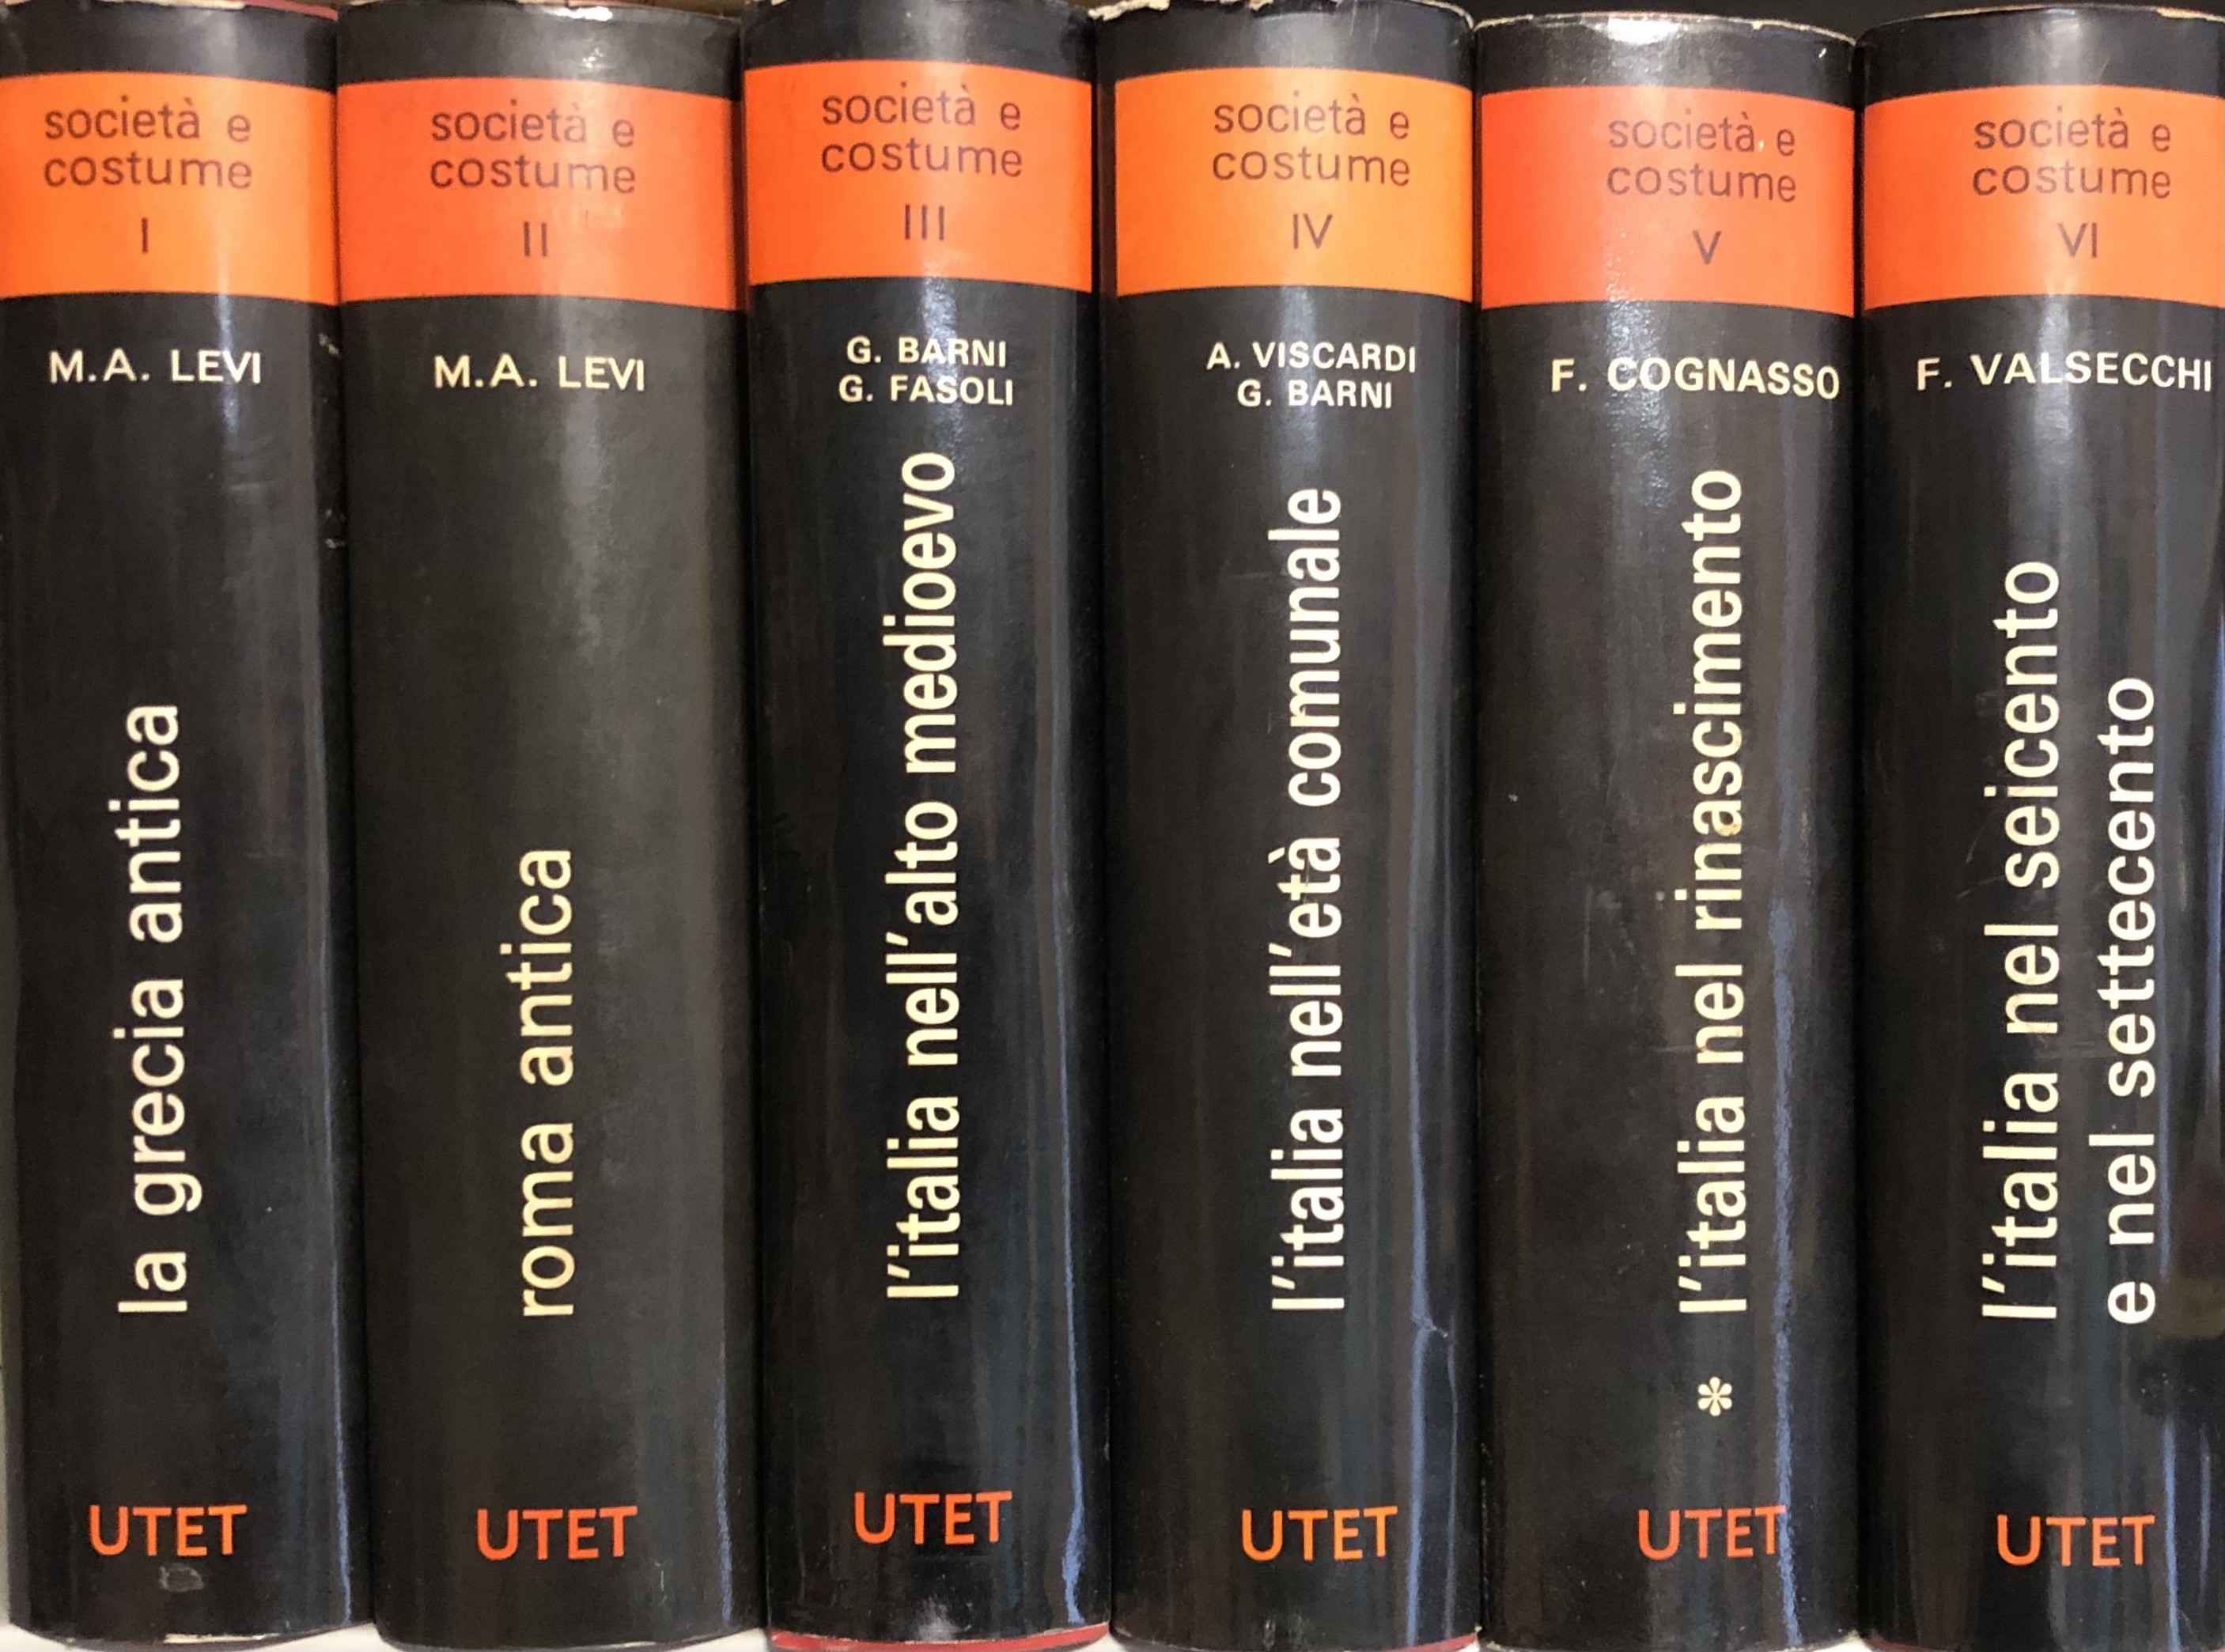 società e
costume
I
M.A. LEVI
la grecia antica
UTET
società e
costume
II
M.A. LEVI
roma antica
UTET
società e
costume
III
G. BARNI
G. FASOLI
l'italia nell'alto medioevo
UTET
società e
costume
IV
A. VISCARDI
G. BARNI
l'italia nell'età comunale
UTET
società e
costume
V
F. COGNASSO
* l'italia nel rinascimento
UTET
società e
costume
VI
F. VALSECCHI
l'italia nel seicento
e nel settecento
UTET